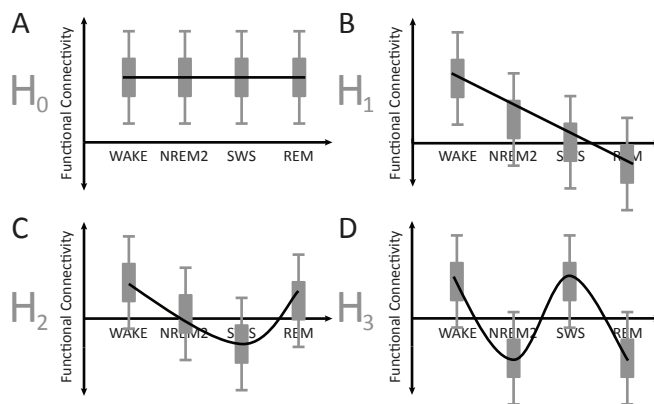 A
Functional Connectivity
H0
WAKE NREM2 SWS REM
B
Functional Connectivity
H1
WAKE NREM2 SWS REM
C
Functional Connectivity
H2
WAKE NREM2 SWS REM
D
Functional Connectivity
H3
WAKE NREM2 SWS REM